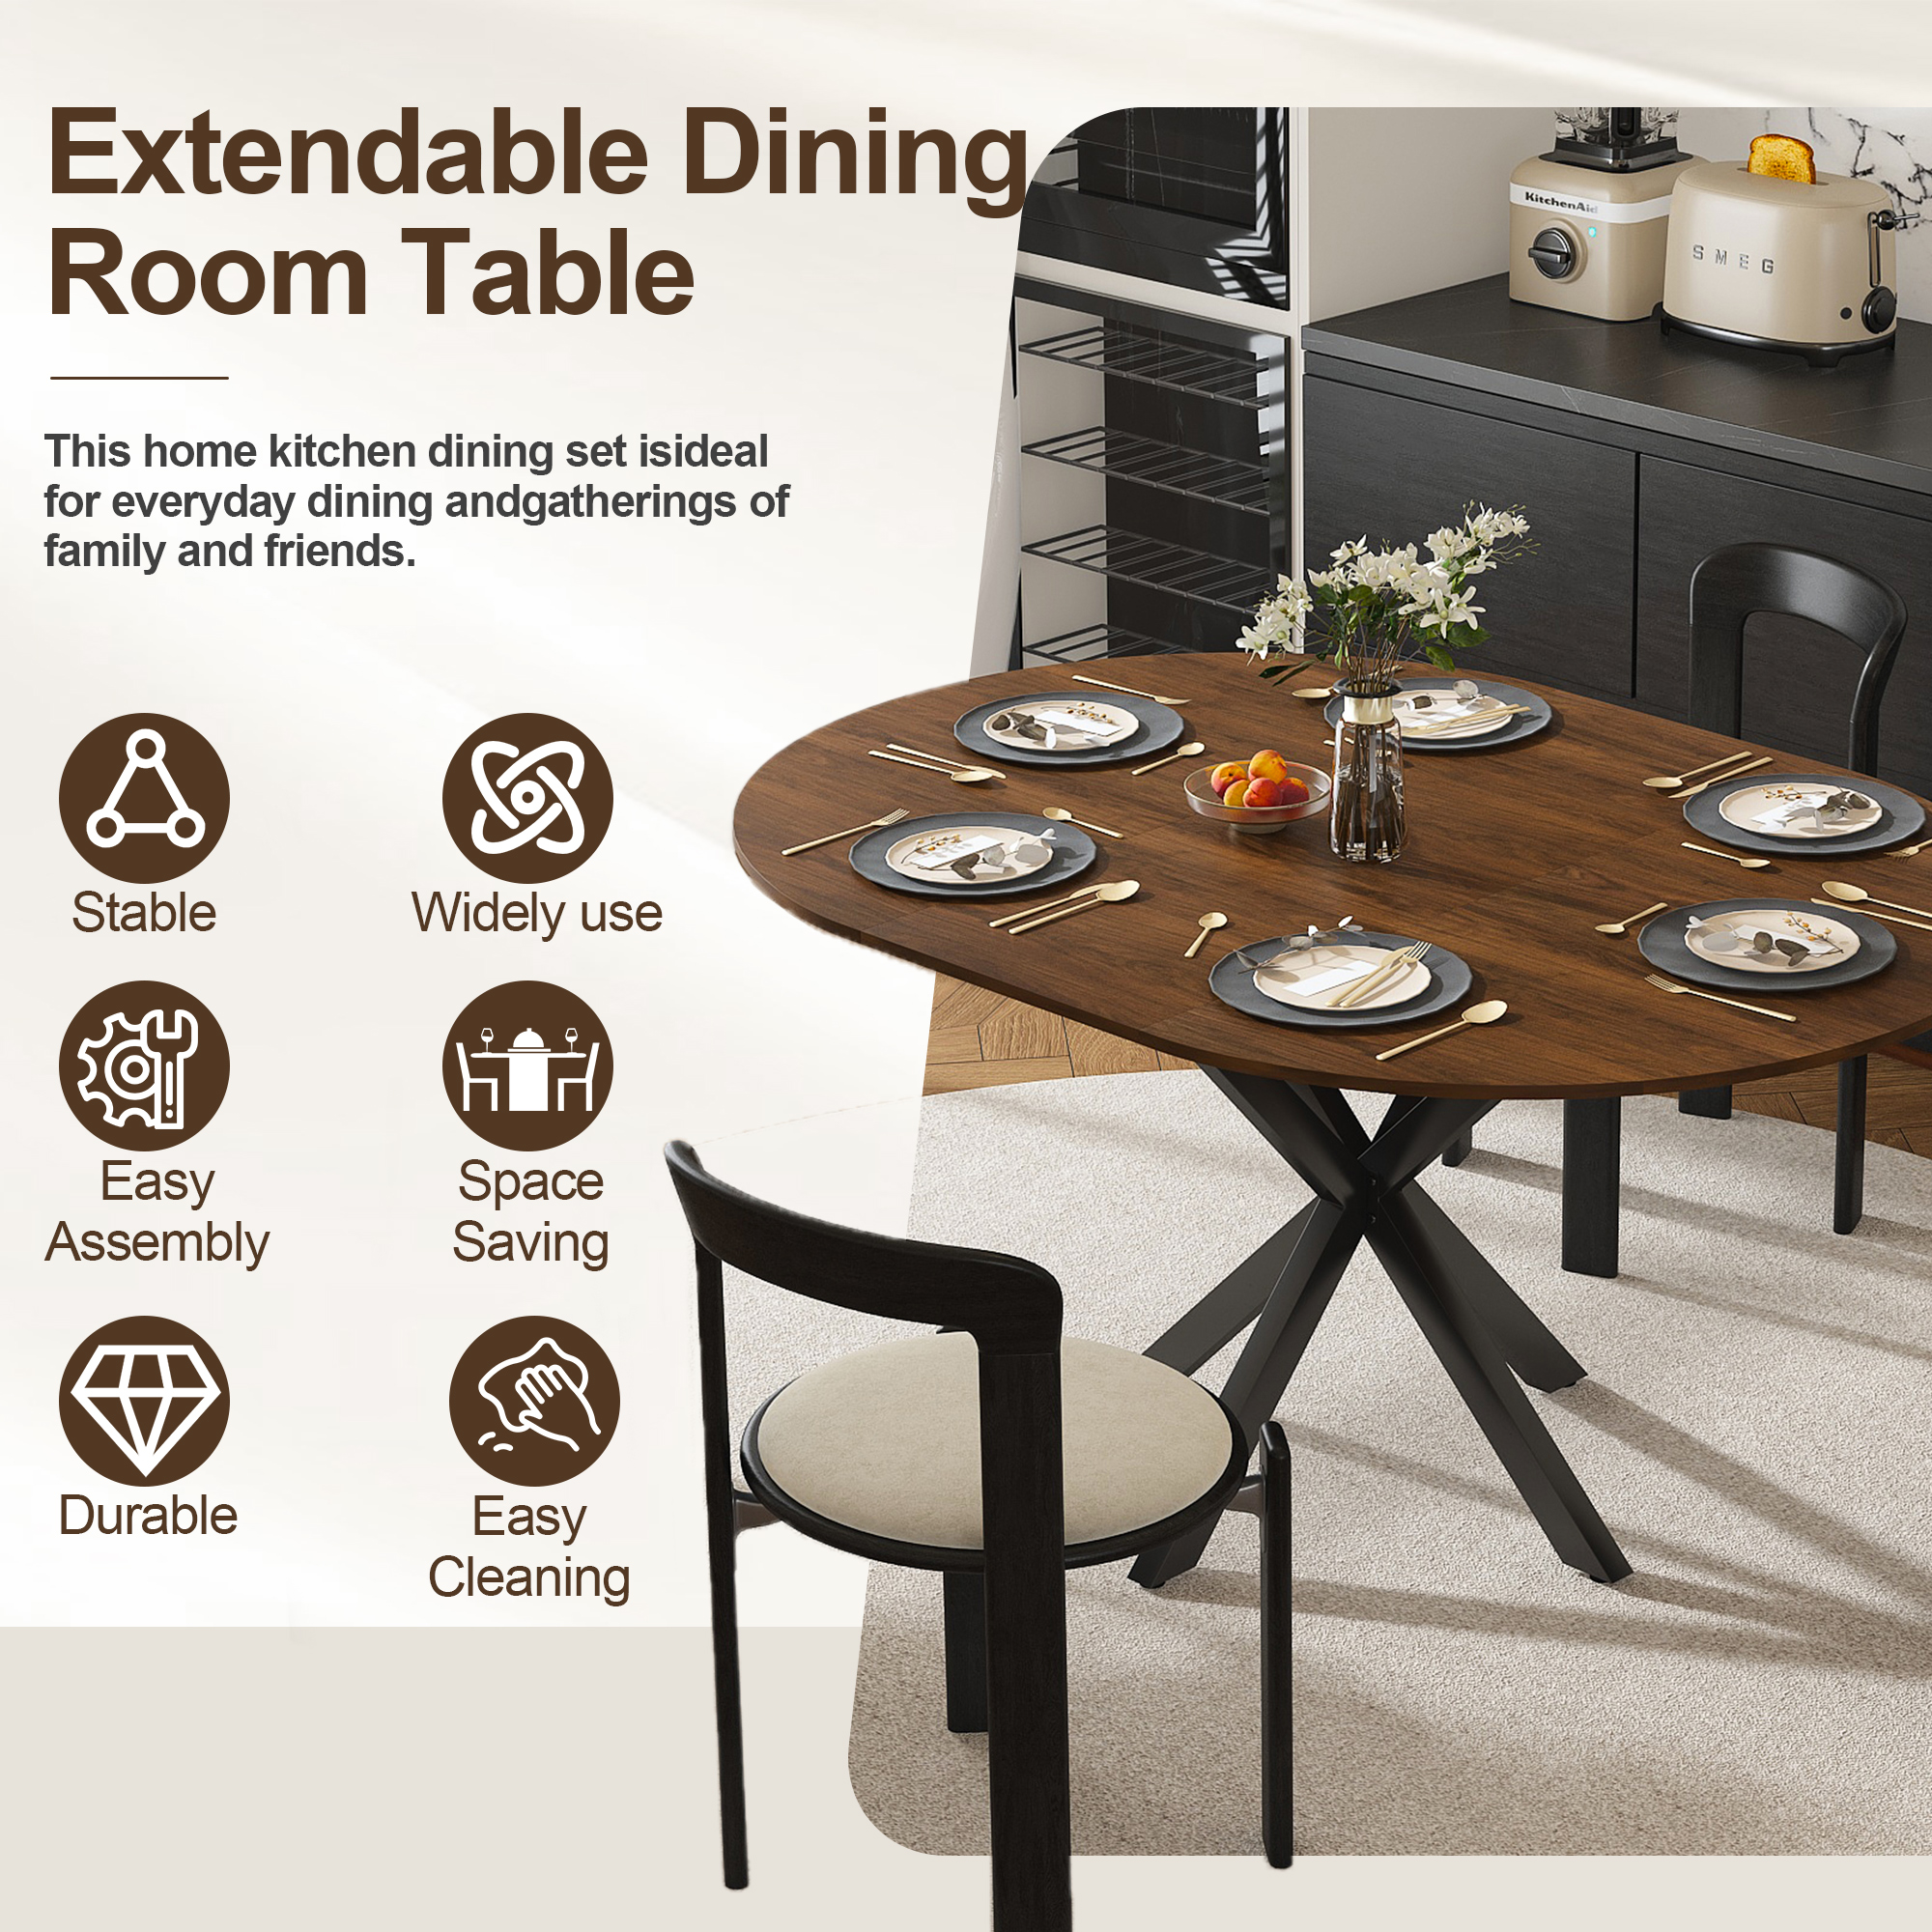 Extendable Dining
Room Table
This home kitchen dining set isideal
for everyday dining andgatherings of
family and friends.
Stable
Widely use
Easy
Assembly
Space
Saving
Durable
Easy
Cleaning
KitchenAid
SMEG